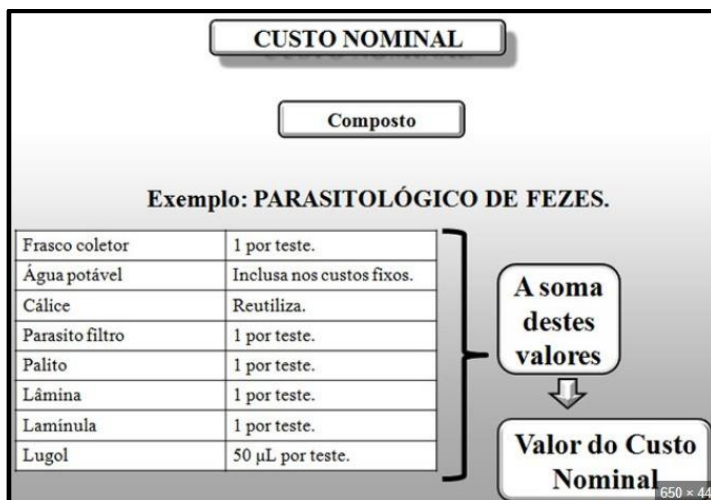 CUSTO NOMINAL
Composto
Exemplo: PARASITOLÓGICO DE FEZES.
Frasco coletor 1 por teste.
Água potável Inclusa nos custos fixos.
Cálice Reutiliza.
Parasito filtro 1 por teste.
Palito 1 por teste.
Lâmina 1 por teste.
Lamínula 1 por teste.
Lugol 50 µL por teste.
A soma
destes
valores
Valor do Custo
Nominal
650 × 44